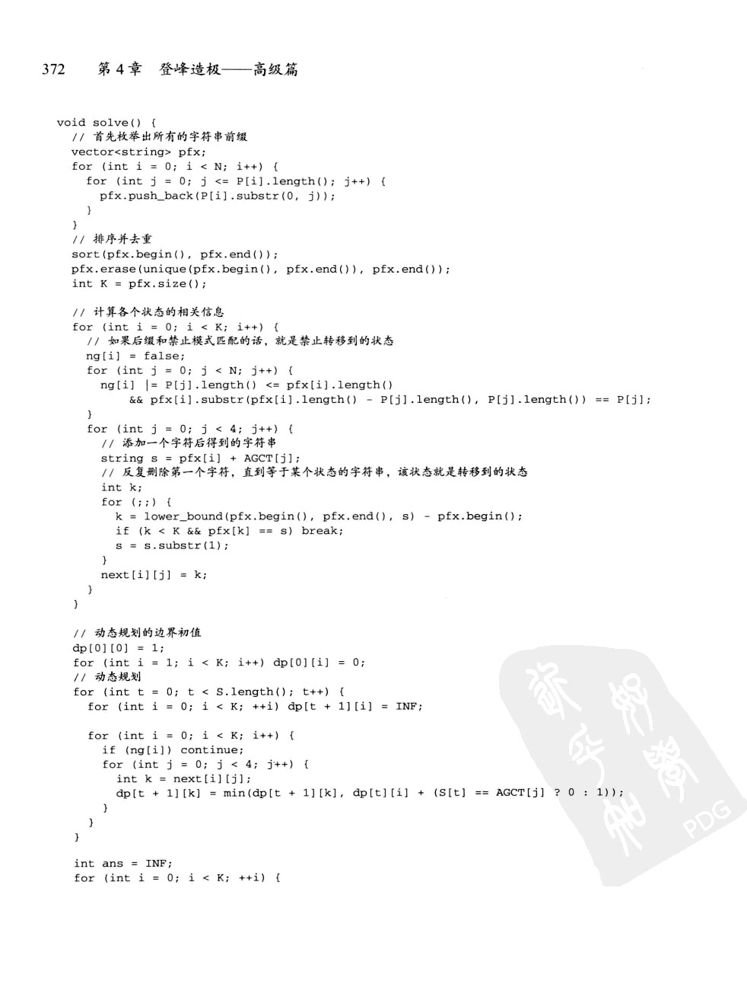 372 第 4 章 登峰造极——高级篇
void solve() {
// 首先枚举出所有的字符串前缀
vector<string> pfx;
for (int i = 0; i < N; i++) {
for (int j = 0; j <= P[i].length(); j++) {
pfx.push_back(P[i].substr(0, j));
}
}
// 排序并去重
sort(pfx.begin(), pfx.end());
pfx.erase(unique(pfx.begin(), pfx.end()), pfx.end());
int K = pfx.size();
// 计算各个状态的相关信息
for (int i = 0; i < K; i++) {
// 如果后缀和禁止模式匹配的话，就是禁止转移到的状态
ng[i] = false;
for (int j = 0; j < N; j++) {
ng[i] |= P[j].length() <= pfx[i].length()
&& pfx[i].substr(pfx[i].length() - P[j].length(), P[j].length()) == P[j];
}
for (int j = 0; j < 4; j++) {
// 添加一个字符后得到的字符串
string s = pfx[i] + AGCT[j];
// 反复删除第一个字符，直到等于某个状态的字符串，该状态就是转移到的状态
int k;
for (;;) {
k = lower_bound(pfx.begin(), pfx.end(), s) - pfx.begin();
if (k < K && pfx[k] == s) break;
s = s.substr(1);
}
next[i][j] = k;
}
}
// 动态规划的边界初值
dp[0][0] = 1;
for (int i = 1; i < K; i++) dp[0][i] = 0;
// 动态规划
for (int t = 0; t < S.length(); t++) {
for (int i = 0; i < K; ++i) dp[t + 1][i] = INF;
for (int i = 0; i < K; i++) {
if (ng[i]) continue;
for (int j = 0; j < 4; j++) {
int k = next[i][j];
dp[t + 1][k] = min(dp[t + 1][k], dp[t][i] + (S[t] == AGCT[j] ? 0 : 1));
}
}
}
int ans = INF;
for (int i = 0; i < K; ++i) {
PDG